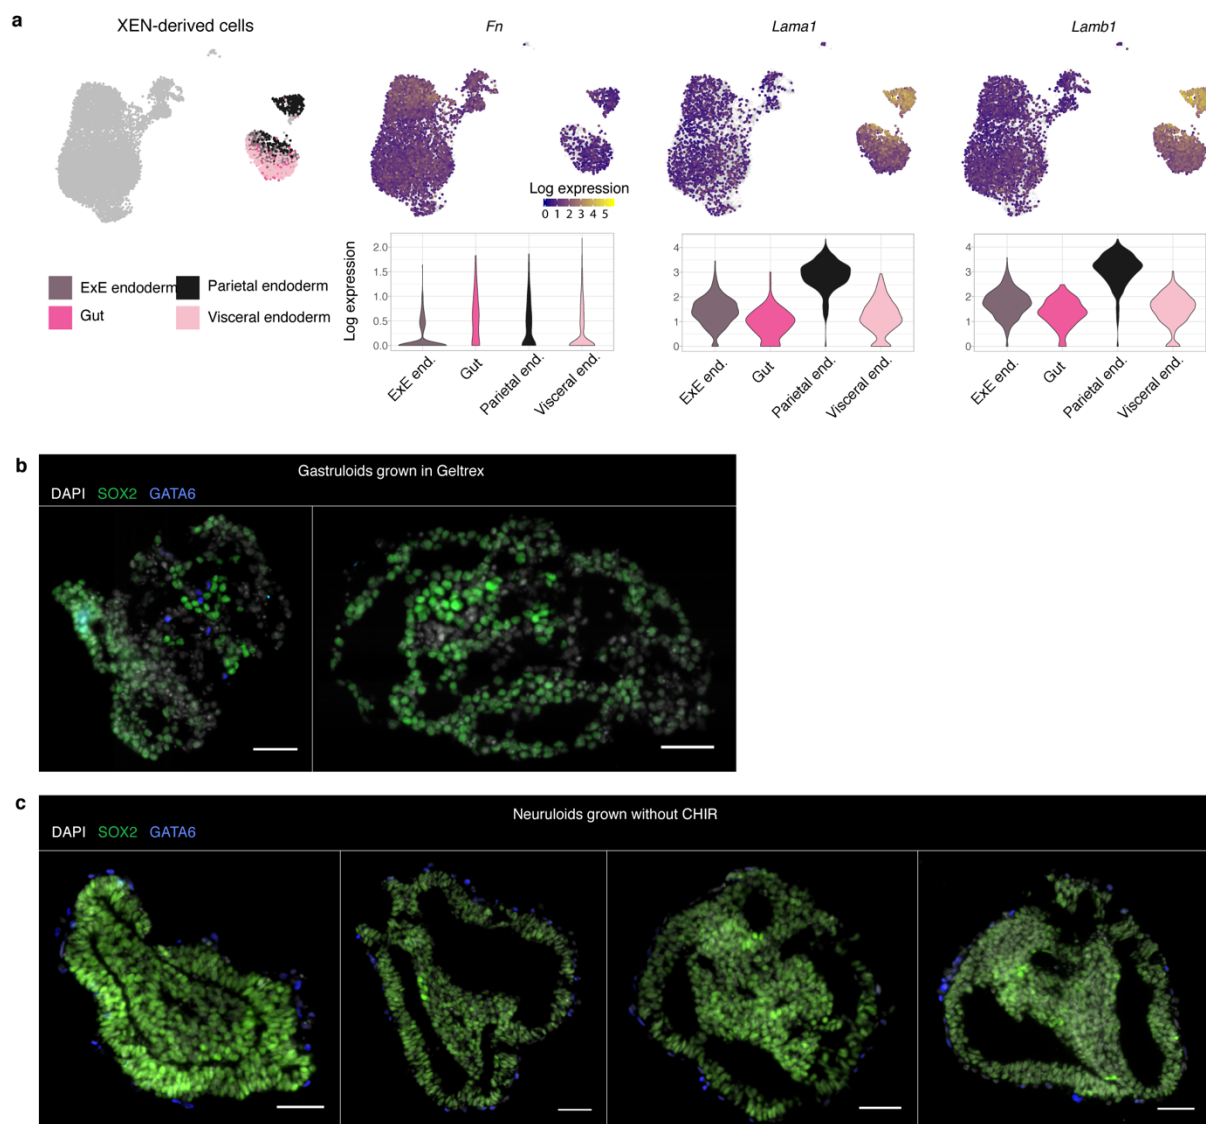 a
XEN-derived cells
Fn
Lama1
Lamb1
Log expression
0 1 2 3 4 5
ExE endoderm
Parietal endoderm
Gut
Visceral endoderm
Log expression
2.0
1.5
1.0
0.5
0.0
ExE end.
Gut
Parietal end.
Visceral end.
4
3
2
1
0
ExE end.
Gut
Parietal end.
Visceral end.
4
3
2
1
0
ExE end.
Gut
Parietal end.
Visceral end.
b
Gastruloids grown in Geltrex
DAPI SOX2 GATA6
c
Neuruloids grown without CHIR
DAPI SOX2 GATA6